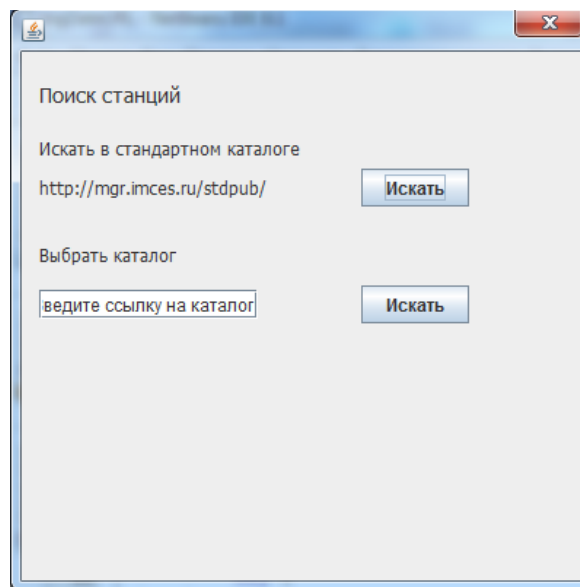 Поиск станций
Искать в стандартном каталоге
http://mgr.imces.ru/stdpub/ Искать
Выбрать каталог
ведите ссылку на каталог Искать